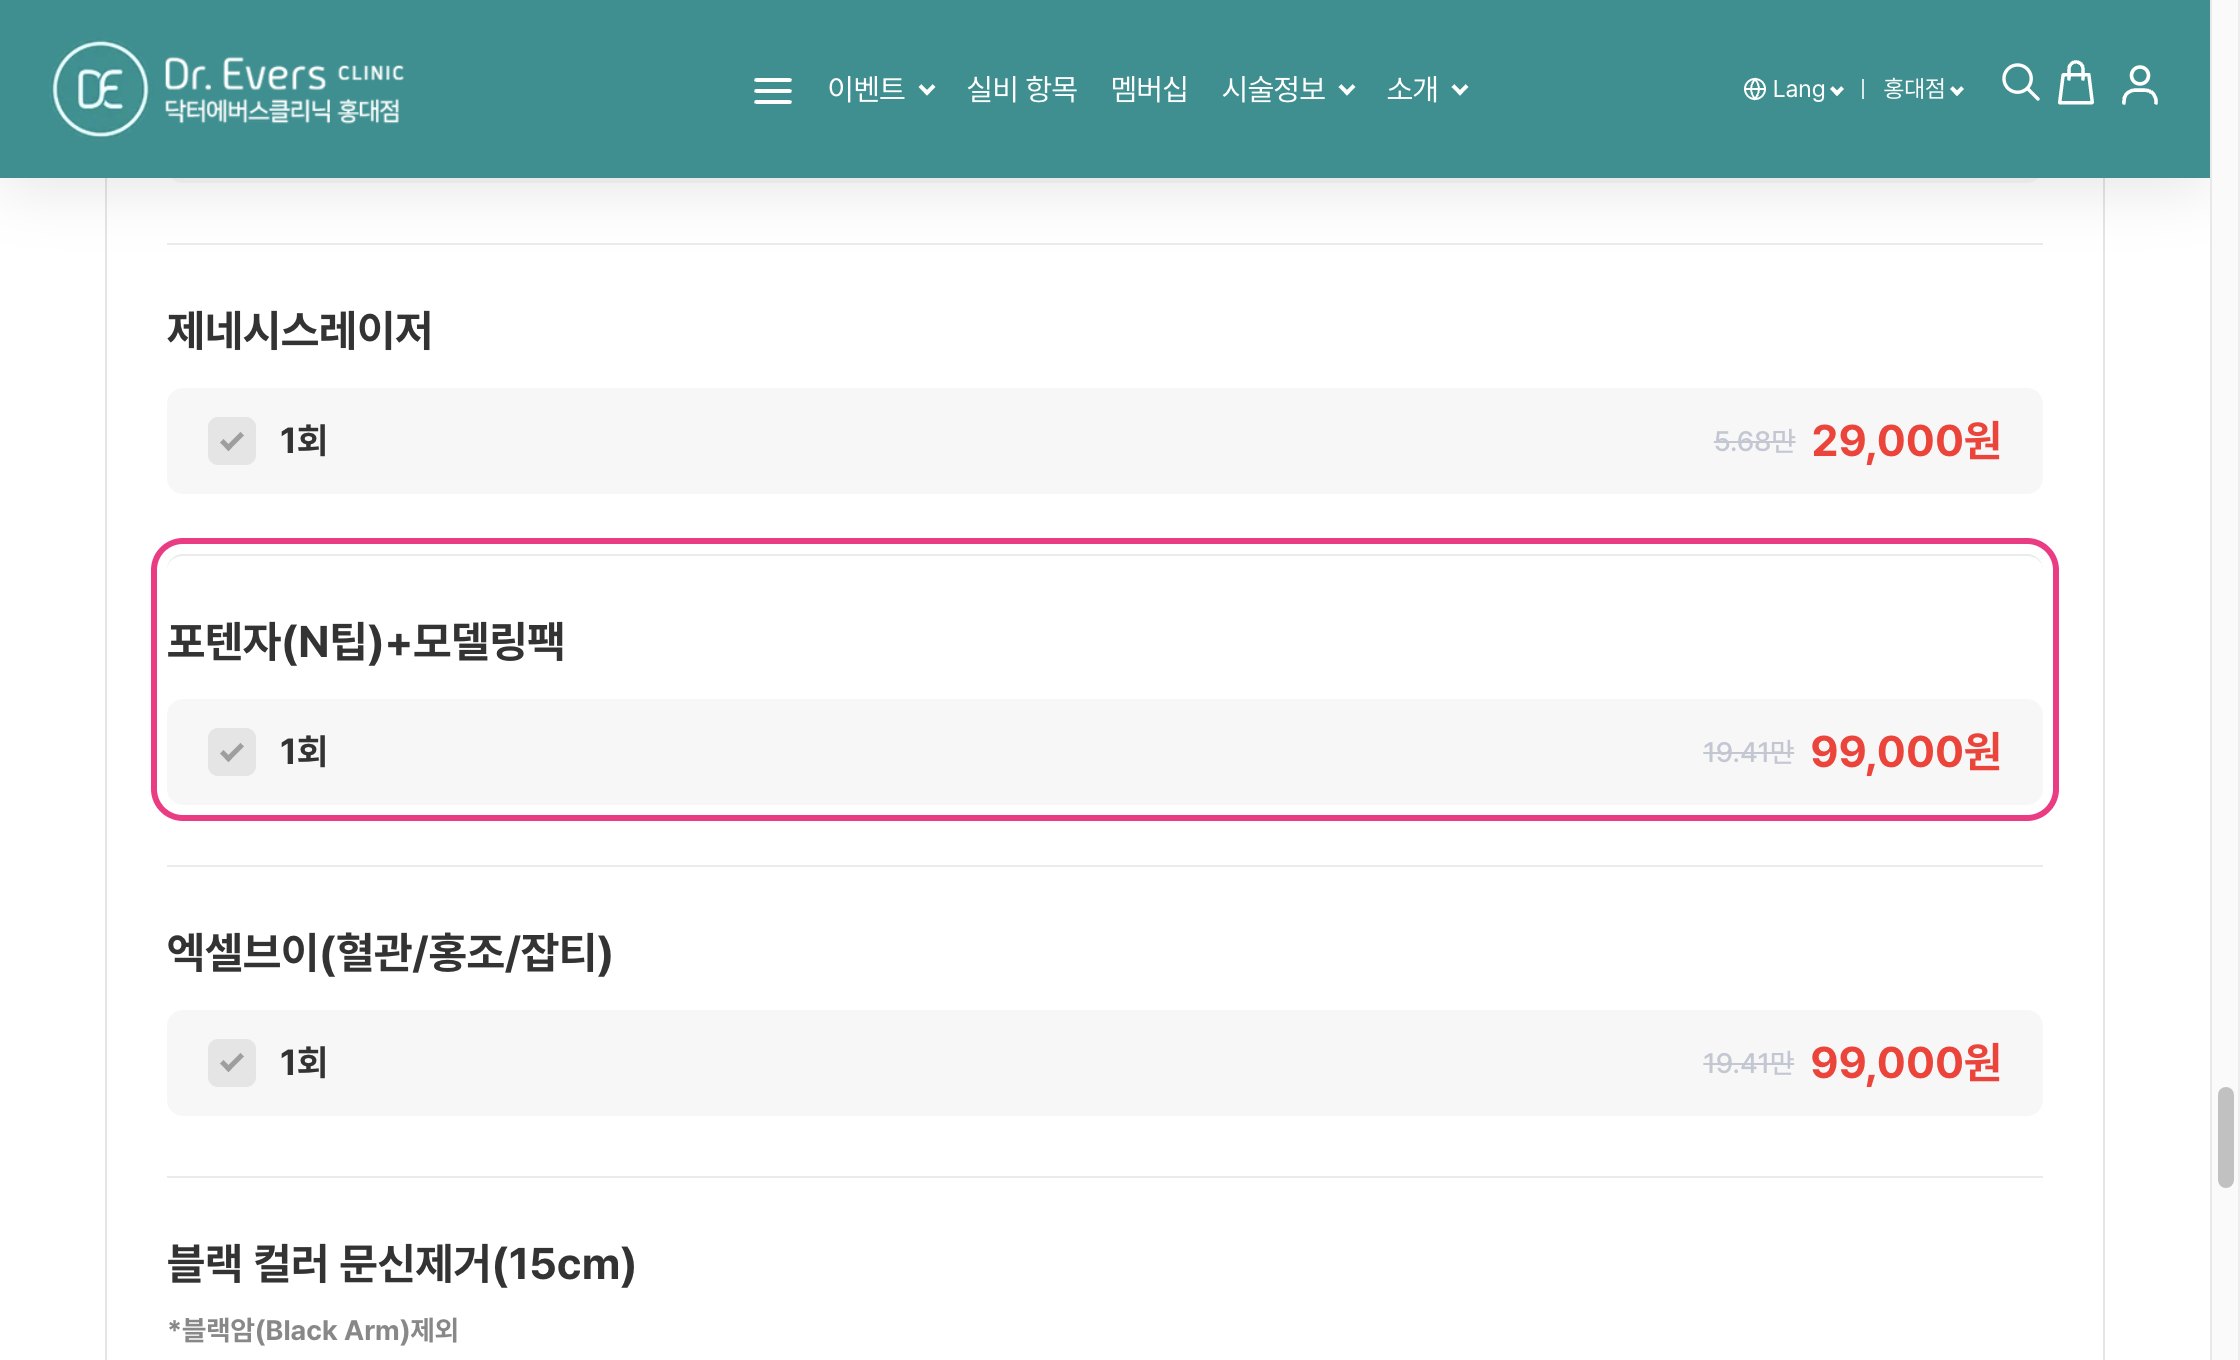 Dr. Evers CLINIC
닥터에버스클리닉 홍대점
이벤트 실비 항목 멤버십 시술정보 소개
Lang | 홍대점
제네시스레이저
1회 5.68만 29,000원
포텐자(N팁)+모델링팩
1회 19.41만 99,000원
엑셀브이(혈관/홍조/잡티)
1회 19.41만 99,000원
블랙 컬러 문신제거(15cm)
*블랙암(Black Arm)제외